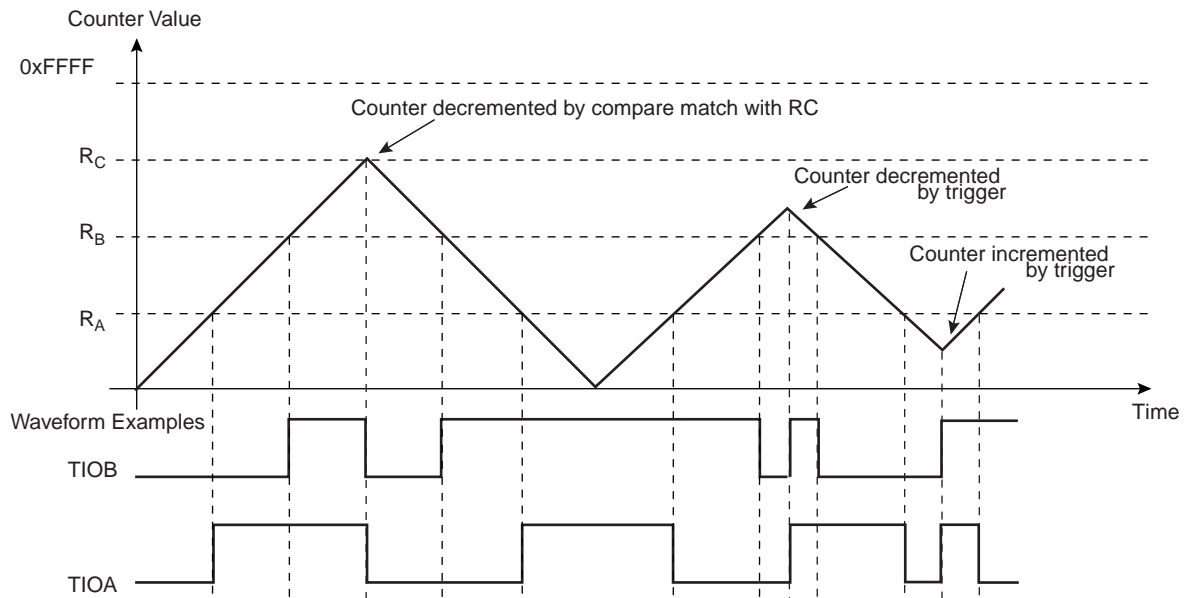 Counter Value
0xFFFF
Counter decremented by compare match with RC
RC
Counter decremented
by trigger
RB
Counter incremented
by trigger
RA
Time
Waveform Examples
TIOB
TIOA